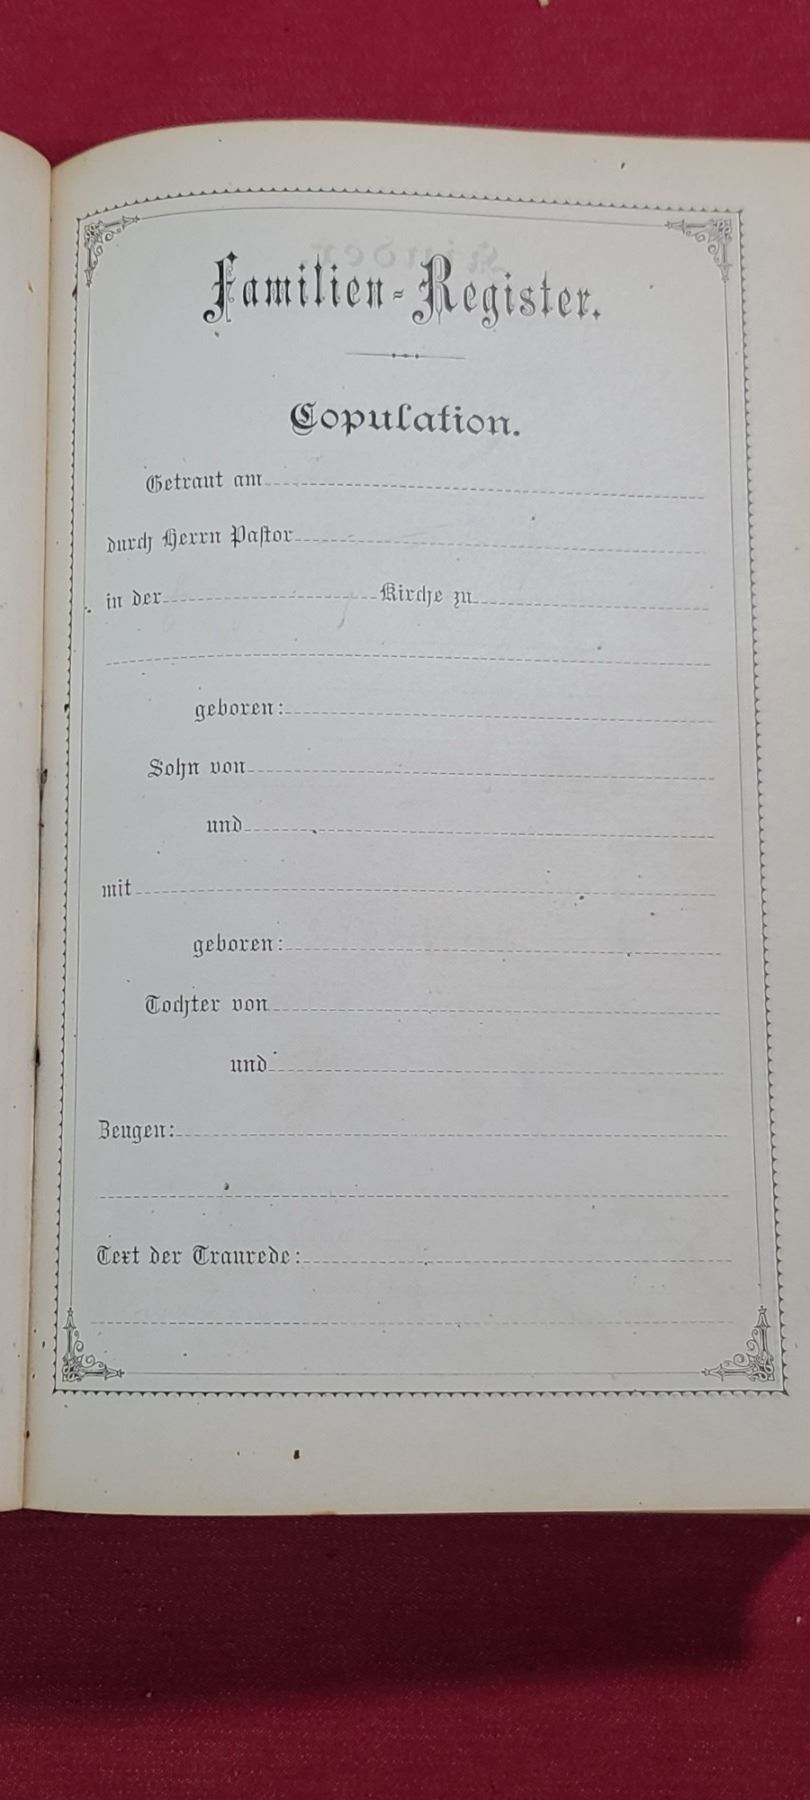 Familien-Register.
Copulation.
Getraut am
durch Herrn Pastor
in der Kirche zu
geboren:
Sohn von
und
mit
geboren:
Tochter von
und
Zeugen:
Text der Traurede: